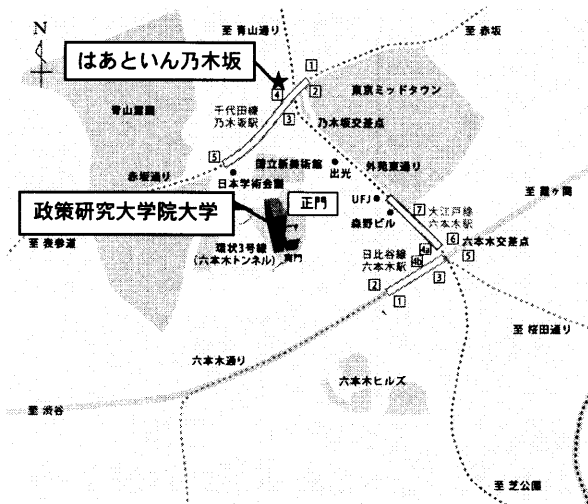 N
至 青山通り
至 赤坂
はあといん乃木坂
1
4
2
東京ミッドタウン
青山霊園
千代田線
乃木坂駅
3
乃木坂交差点
5
国立新美術館
出光
外苑東通り
赤坂通り
日本学術会議
政策研究大学院大学
正門
UFJ
7
大江戸線
六本木駅
至 霞ヶ関
森野ビル
至 表参道
環状3号線
(六本木トンネル)
南門
日比谷線
六本木駅
4a
4b
6
六本木交差点
5
3
2
1
至 桜田通り
六本木通り
六本木ヒルズ
至 渋谷
至 芝公園